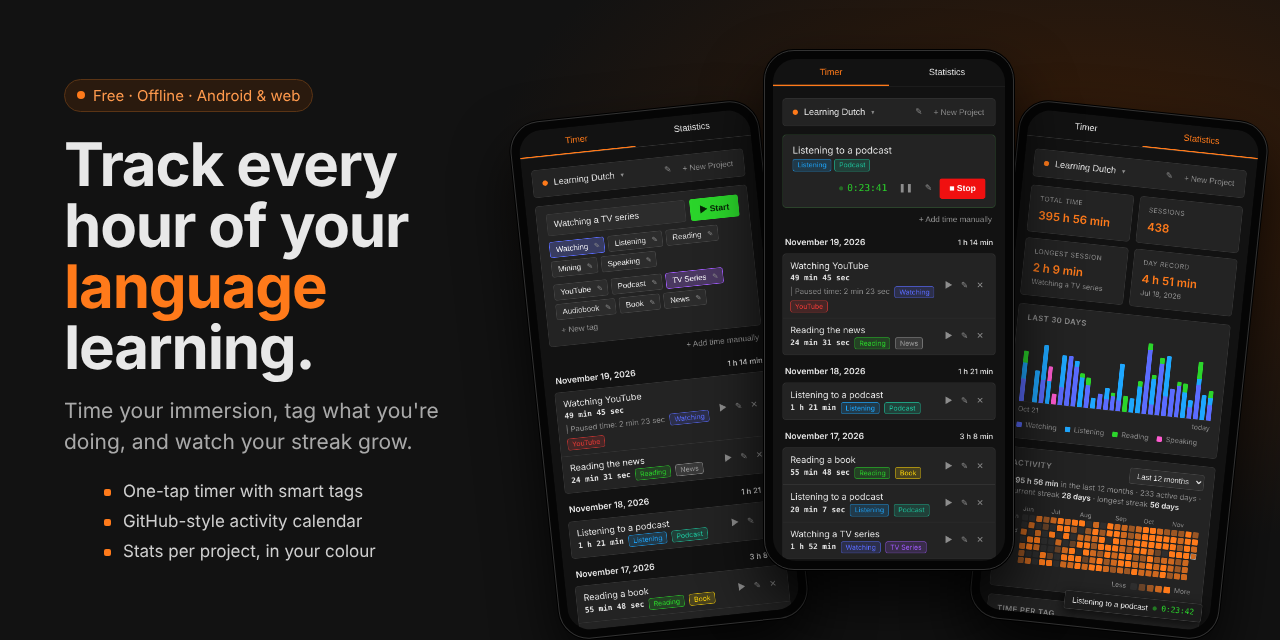 Free · Offline · Android & web
Track every
hour of your
language
learning.
Time your immersion, tag what you're
doing, and watch your streak grow.
One-tap timer with smart tags
GitHub-style activity calendar
Stats per project, in your colour
Timer
Statistics
Learning Dutch
+ New Project
Watching a TV series
Start
Watching Listening Reading
Mining Speaking
YouTube Podcast TV Series
Audiobook Book News
+ New tag
+ Add time manually
November 19, 2026 1 h 14 min
Watching YouTube
49 min 45 sec
Paused time: 2 min 23 sec Watching
YouTube
Reading the news
24 min 31 sec Reading News
November 18, 2026 1 h 21
Listening to a podcast
1 h 21 min Listening Podcast
November 17, 2026 3 h 8
Reading a book
55 min 48 sec Reading Book
Timer
Statistics
Learning Dutch
+ New Project
Listening to a podcast
Listening Podcast
0:23:41
Stop
+ Add time manually
November 19, 2026 1 h 14 min
Watching YouTube
49 min 45 sec
Paused time: 2 min 23 sec Watching
YouTube
Reading the news
24 min 31 sec Reading News
November 18, 2026 1 h 21 min
Listening to a podcast
1 h 21 min Listening Podcast
November 17, 2026 3 h 8 min
Reading a book
55 min 48 sec Reading Book
Listening to a podcast
20 min 7 sec Listening Podcast
Watching a TV series
1 h 52 min Watching TV Series
Timer
Statistics
Learning Dutch
+ New Project
TOTAL TIME
395 h 56 min
SESSIONS
438
LONGEST SESSION
2 h 9 min
Watching a TV series
DAY RECORD
4 h 51 min
Jul 18, 2026
LAST 30 DAYS
Oct 21 today
Watching Listening Reading Speaking
ACTIVITY
Last 12 months
95 h 56 min in the last 12 months · 233 active days ·
urrent streak 28 days · longest streak 56 days
Jun Jul Aug Sep Oct Nov
Less More
TIME PER TAG
Listening to a podcast 0:23:42